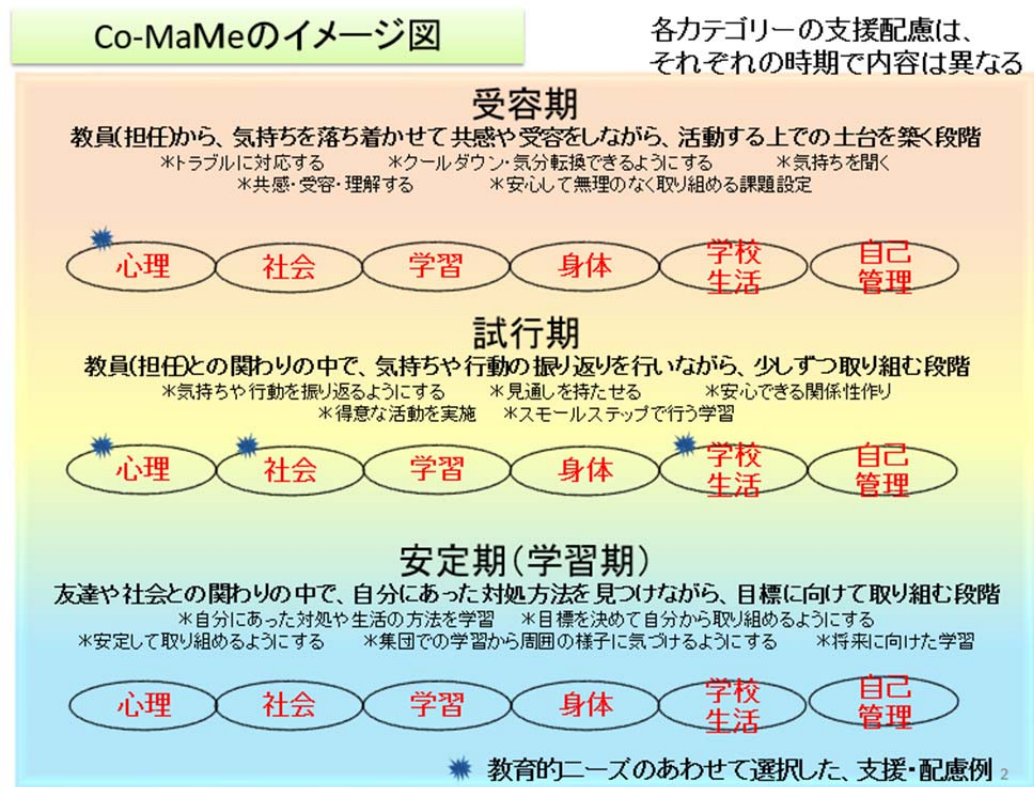 Co-MaMeのイメージ図
各カテゴリーの支援配慮は、
それぞれの時期で内容は異なる
受容期
教員(担任)から、気持ちを落ち着かせて共感や受容をしながら、活動する上での土台を築く段階
＊トラブルに対応する ＊クールダウン・気分転換できるようにする ＊気持ちを聞く
＊共感・受容・理解する ＊安心して無理のなく取り組める課題設定
心理 社会 学習 身体 学校生活 自己管理
試行期
教員(担任)との関わりの中で、気持ちや行動の振り返りを行いながら、少しずつ取り組む段階
＊気持ちや行動を振り返るようにする ＊見通しを持たせる ＊安心できる関係性作り
＊得意な活動を実施 ＊スモールステップで行う学習
心理 社会 学習 身体 学校生活 自己管理
安定期(学習期)
友達や社会との関わりの中で、自分にあった対処方法を見つけながら、目標に向けて取り組む段階
＊自分にあった対処や生活の方法を学習 ＊目標を決めて自分から取り組めるようにする
＊安定して取り組めるようにする ＊集団での学習から周囲の様子に気づけるようにする ＊将来に向けた学習
心理 社会 学習 身体 学校生活 自己管理
教育的ニーズのあわせて選択した、支援・配慮例 2